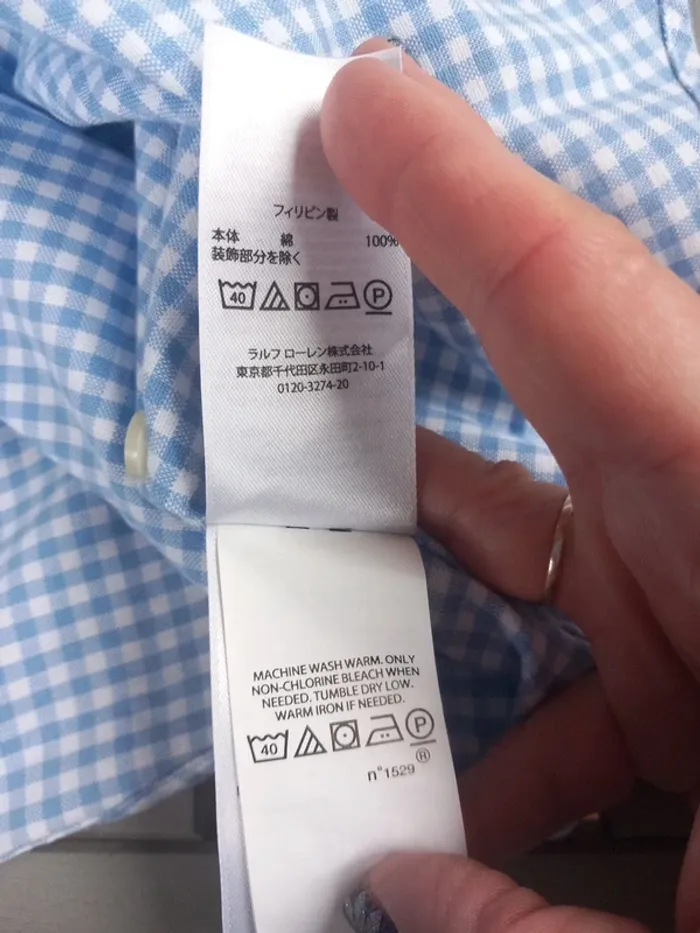 フィリピン製
本体 綿 100%
装飾部分を除く
40 P
ラルフ ローレン株式会社
東京都千代田区永田町2-10-1
0120-3274-20
MACHINE WASH WARM. ONLY
NON-CHLORINE BLEACH WHEN
NEEDED. TUMBLE DRY LOW.
WARM IRON IF NEEDED.
40 P
®
n°1529